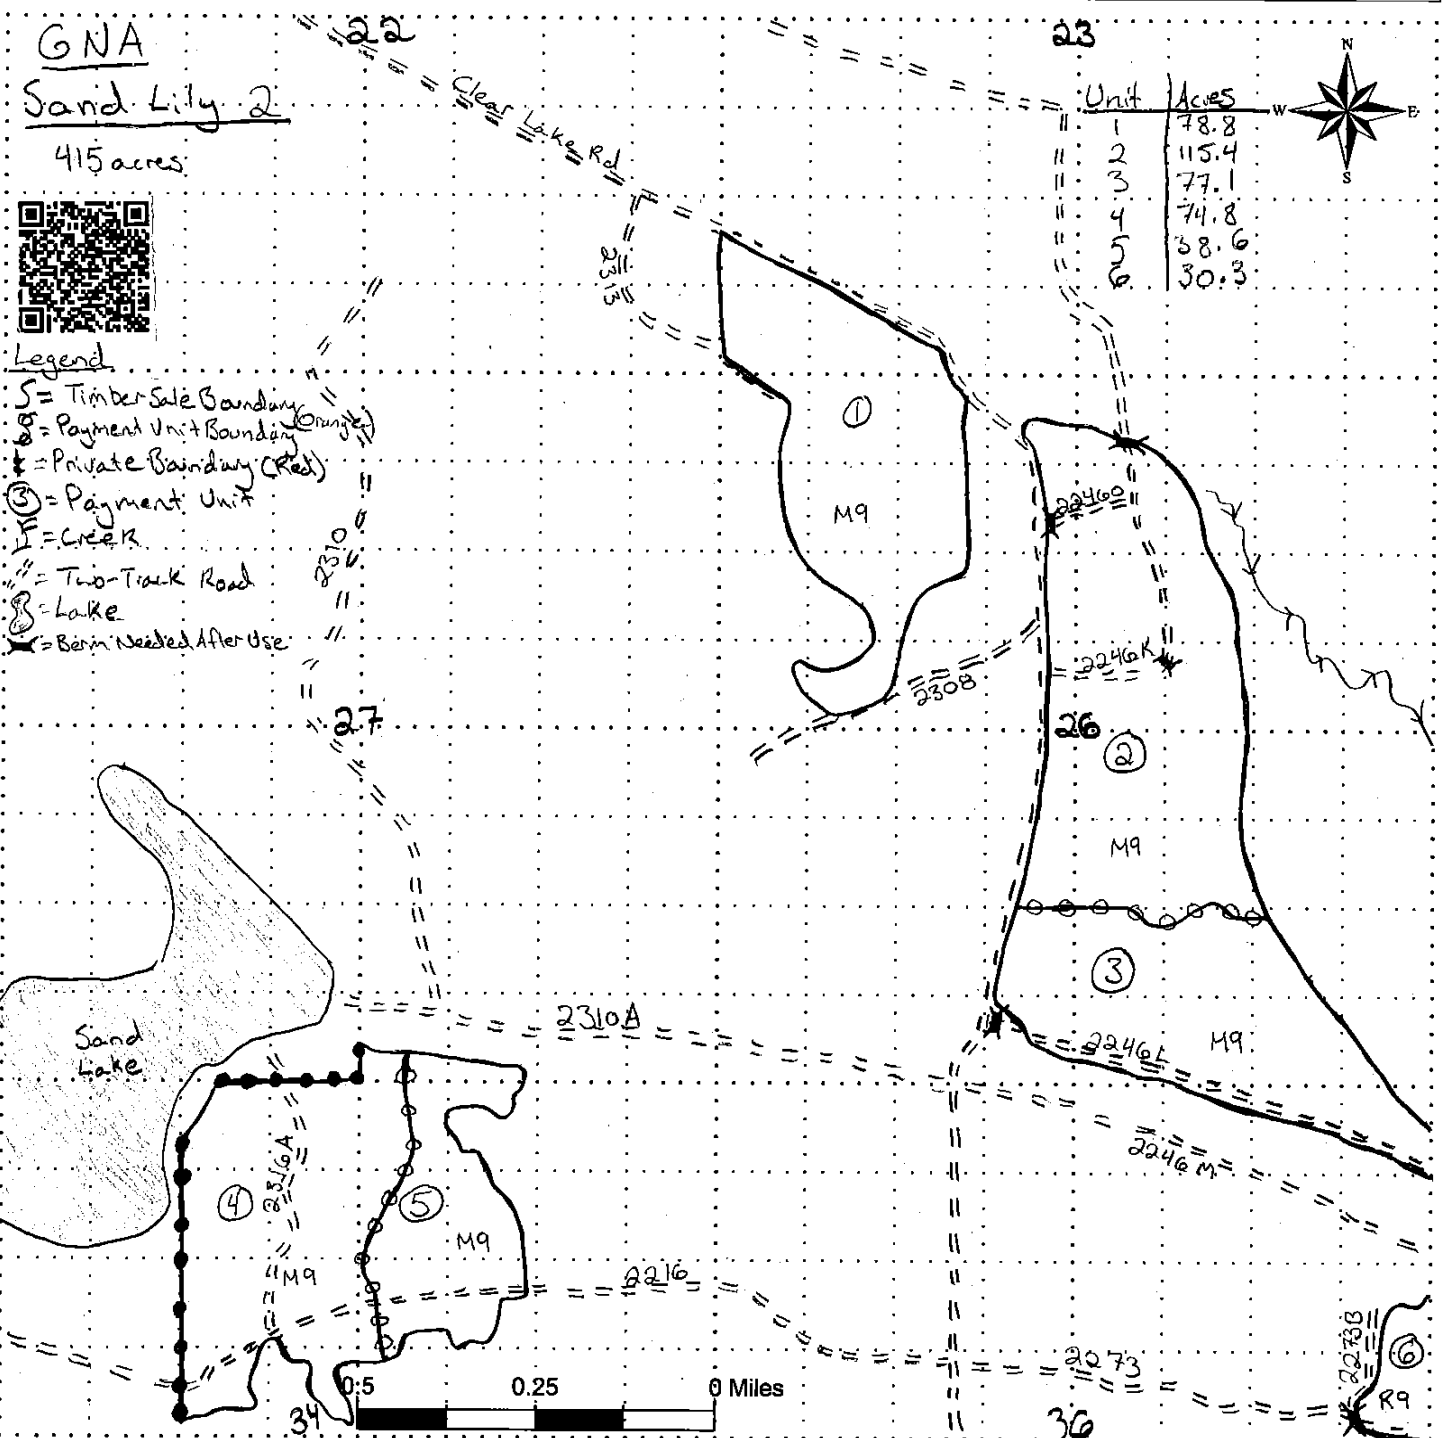 GNA
Sand Lily 2
415 acres
22
23
N
W
E
S
Unit Acres
1 78.8
2 115.4
3 77.1
4 74.8
5 38.6
6 30.3
Clear Lake Rd
2313
Legend
= Timber Sale Boundary (Orange)
= Payment Unit Boundary
= Private Boundary (Red)
3 = Payment Unit
= Creek
= Two-Track Road
= Lake
= Berm Needed After Use
2310
1
M9
2246O
2246K
2308
27
26
2
M9
3
M9
2246L
2246M
Sand
Lake
2310A
2316A
4
M9
5
M9
2216
2273
2273B
6
R9
34
36
0.5 0.25 0 Miles